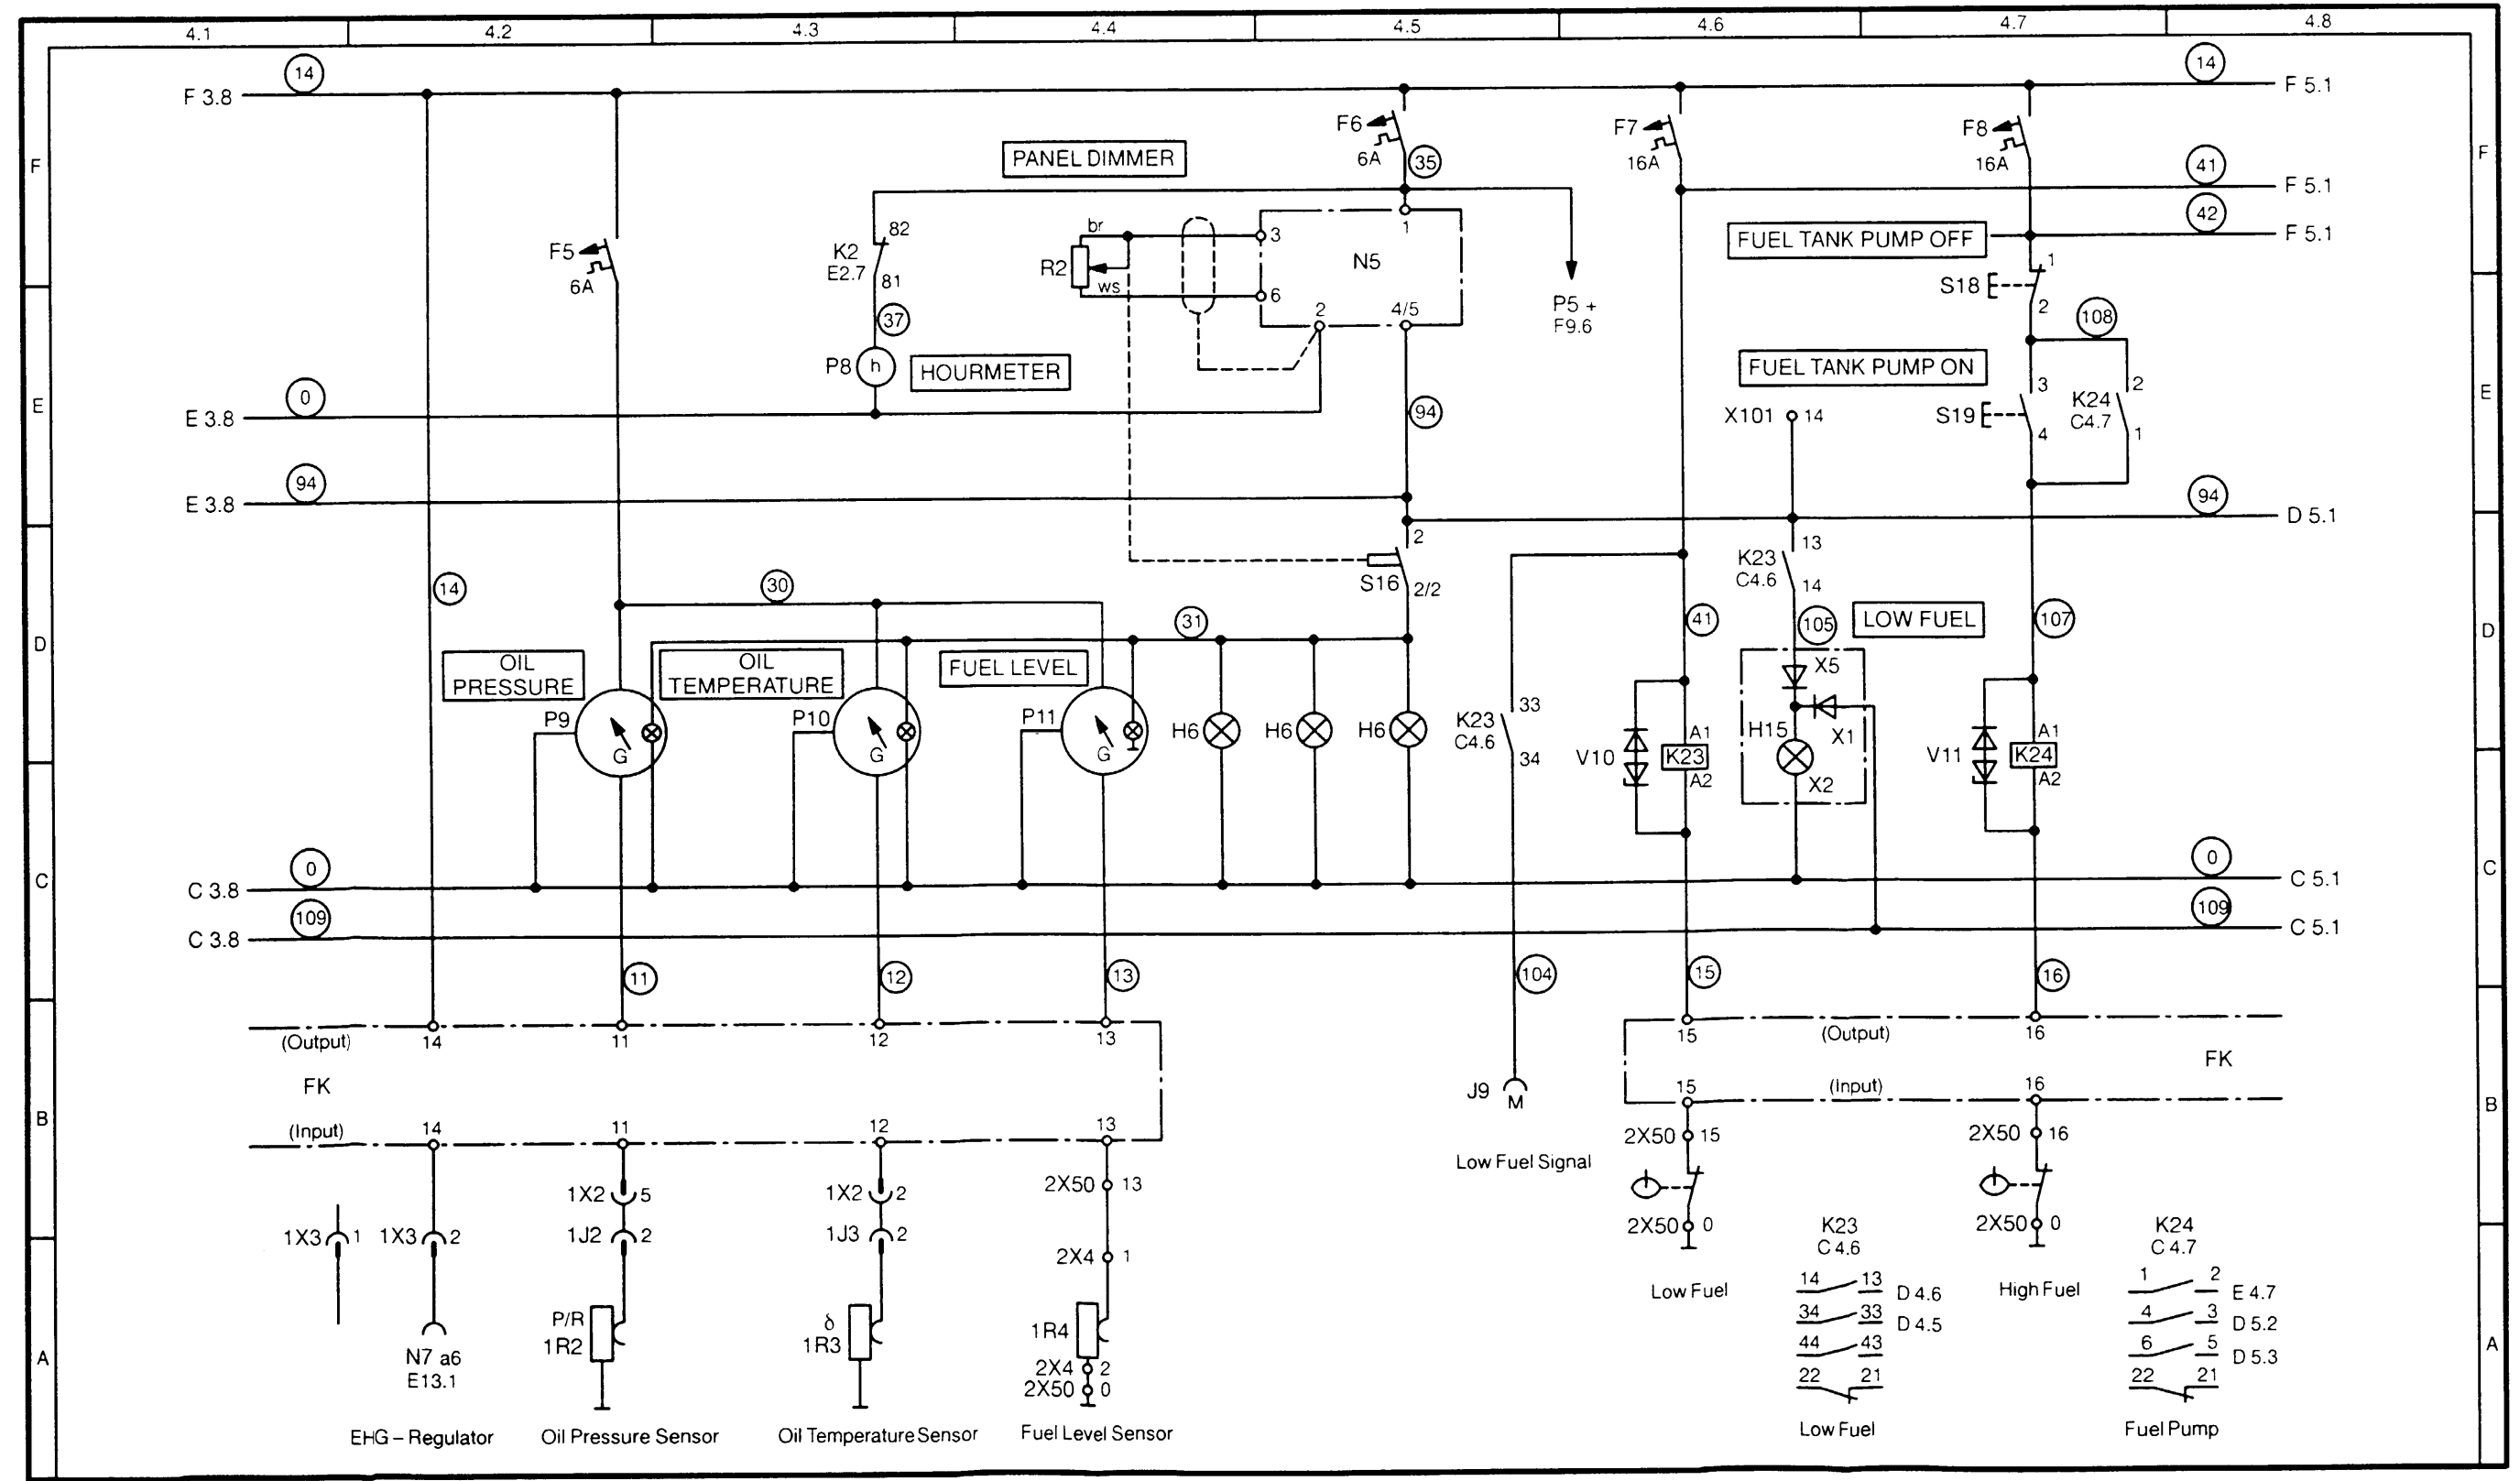 4.1 4.2 4.3 4.4 4.5 4.6 4.7 4.8
F 3.8 14 14 F 5.1
F6 6A 35
F7 16A
F8 16A
F F
PANEL DIMMER
41 F 5.1
42 F 5.1
FUEL TANK PUMP OFF
F5 6A
K2 E2.7 82 81
37
br R2 ws
3 6 1 N5 2 4/5
P5 + F9.6
S18 1 2
108
P8 h HOURMETER
FUEL TANK PUMP ON
E E
E 3.8 0
94
X101 14
S19 3 4
K24 C4.7 2 1
E 3.8 94
94 D 5.1
S16 2 2/2
K23 C4.6 13 14
14 30 31 41 105 107
LOW FUEL
D D
OIL PRESSURE
OIL TEMPERATURE
FUEL LEVEL
P9 G
P10 G
P11 G
H6 H6 H6
K23 C4.6 33 34
V10 A1 K23 A2
X5 H15 X1 X2
V11 A1 K24 A2
C C
C 3.8 0 0 C 5.1
C 3.8 109 109 C 5.1
11 12 13 104 15 16
(Output) 14 11 12 13
15 (Output) 16
FK FK
B B
(Input) 14 11 12 13
15 (Input) 16
J9 M
Low Fuel Signal
2X50 15
2X50 16
1X3 1
1X3 2
1X2 5
1J2 2
1X2 2
1J3 2
2X50 13
2X4 1
2X50 0
2X50 0
Low Fuel
High Fuel
K23
C 4.6
14 13 D 4.6
34 33 D 4.5
44 43
22 21
Low Fuel
K24
C 4.7
1 2 E 4.7
4 3 D 5.2
6 5 D 5.3
22 21
Fuel Pump
A A
N7 a6
E13.1
P/R
1R2
δ
1R3
1R4
2X4 2
2X50 0
EHG – Regulator
Oil Pressure Sensor
Oil Temperature Sensor
Fuel Level Sensor